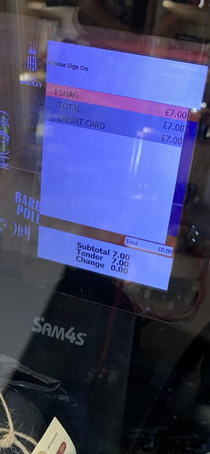 Please Sign On
1 SHAG £7.00
TOTAL £7.00
CREDIT CARD £7.00
Total £0.00
Subtotal 7.00
Tender 7.00
Change 0.00
SAM4S